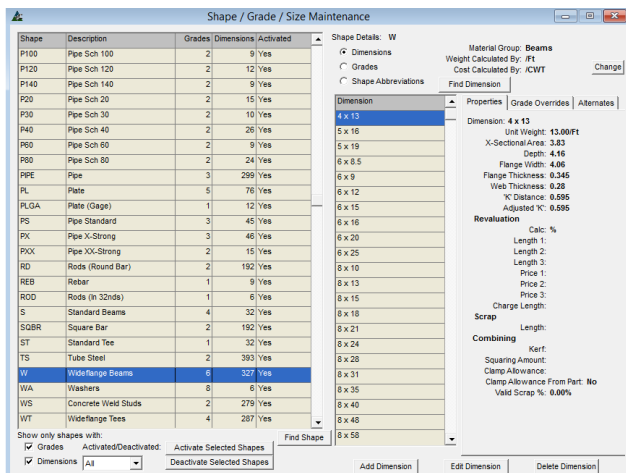 Shape / Grade / Size Maintenance
Shape Description Grades Dimensions Activated
P100 Pipe Sch 100 2 9 Yes
P120 Pipe Sch 120 2 12 Yes
P140 Pipe Sch 140 2 9 Yes
P20 Pipe Sch 20 2 15 Yes
P30 Pipe Sch 30 2 10 Yes
P40 Pipe Sch 40 2 26 Yes
P60 Pipe Sch 60 2 9 Yes
P80 Pipe Sch 80 2 24 Yes
PIPE Pipe 3 299 Yes
PL Plate 5 76 Yes
PLGA Plate (Gage) 1 12 Yes
PS Pipe Standard 3 45 Yes
PX Pipe X-Strong 3 46 Yes
PXX Pipe XX-Strong 2 15 Yes
RD Rods (Round Bar) 2 192 Yes
REB Rebar 1 9 Yes
ROD Rods (In 32nds) 1 6 Yes
S Standard Beams 4 32 Yes
SQBR Square Bar 2 192 Yes
ST Standard Tee 1 32 Yes
TS Tube Steel 2 393 Yes
W Wideflange Beams 6 327 Yes
WA Washers 8 6 Yes
WS Concrete Weld Studs 2 279 Yes
WT Wideflange Tees 4 287 Yes
Show only shapes with:
Find Shape
Grades Activated/Deactivated: Activate Selected Shapes
Dimensions All Deactivate Selected Shapes
Shape Details: W
Dimensions
Grades
Shape Abbreviations
Material Group: Beams
Weight Calculated By: /Ft
Cost Calculated By: /CWT
Change
Find Dimension
Dimension
4 x 13
5 x 16
5 x 19
6 x 8.5
6 x 9
6 x 12
6 x 15
6 x 16
6 x 20
6 x 25
8 x 10
8 x 13
8 x 15
8 x 18
8 x 21
8 x 24
8 x 28
8 x 31
8 x 35
8 x 40
8 x 48
8 x 58
Properties Grade Overrides Alternates
Dimension: 4 x 13
Unit Weight: 13.00/Ft
X-Sectional Area: 3.83
Depth: 4.16
Flange Width: 4.06
Flange Thickness: 0.345
Web Thickness: 0.28
'K' Distance: 0.595
Adjusted 'K': 0.595
Revaluation
Calc: %
Length 1:
Length 2:
Length 3:
Price 1:
Price 2:
Price 3:
Charge Length:
Scrap
Length:
Combining
Kerf:
Squaring Amount:
Clamp Allowance:
Clamp Allowance From Part: No
Valid Scrap %: 0.00%
Add Dimension Edit Dimension Delete Dimension